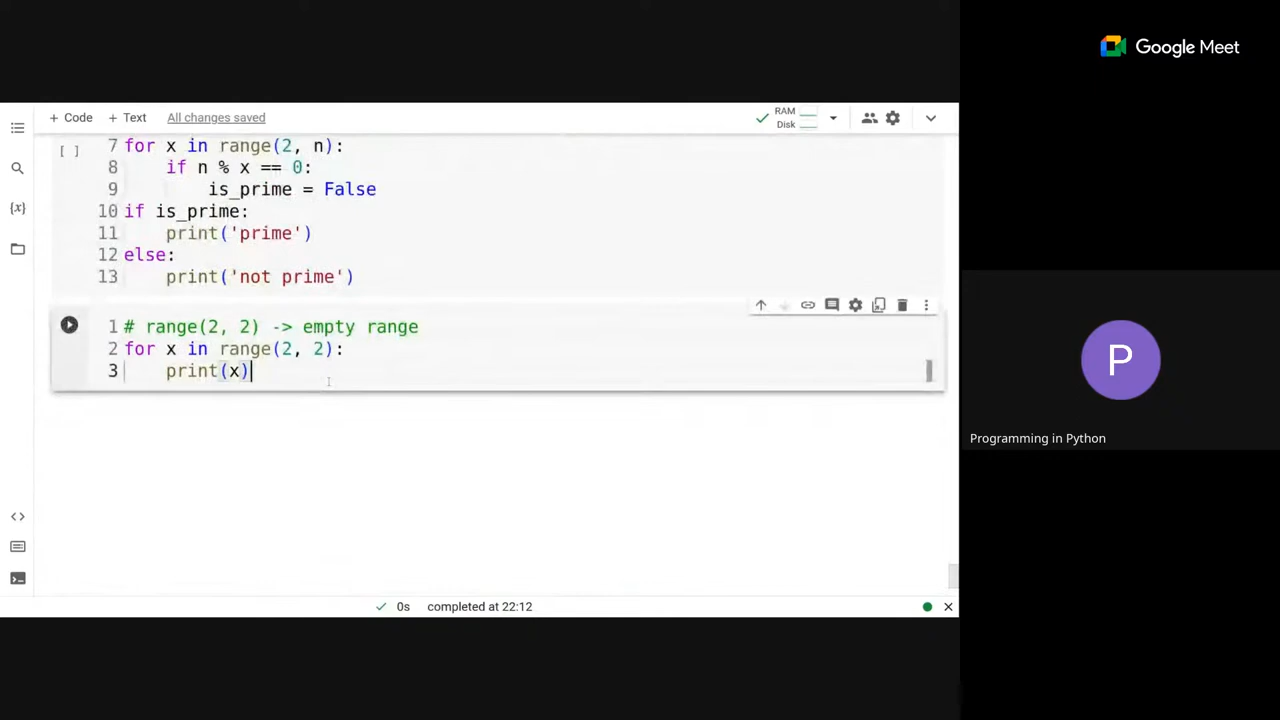 Google Meet
+ Code + Text All changes saved
RAM
Disk
[ ] 7 for x in range(2, n):
8 if n % x == 0:
9 is_prime = False
10 if is_prime:
11 print('prime')
12 else:
13 print('not prime')
{x}
1 # range(2, 2) -> empty range
2 for x in range(2, 2):
3 print(x)
P
Programming in Python
0s completed at 22:12